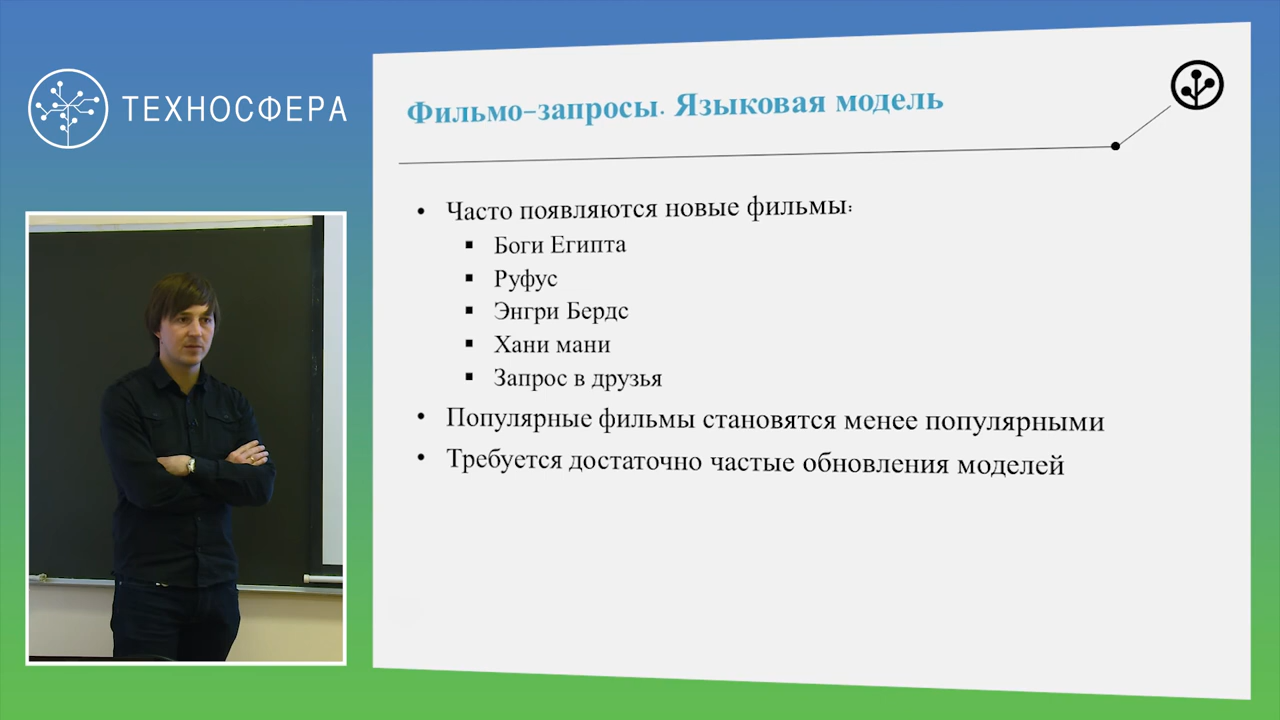 ТЕХНОСФЕРА
Фильмо-запросы. Языковая модель
Часто появляются новые фильмы:
Боги Египта
Руфус
Энгри Бердс
Хани мани
Запрос в друзья
Популярные фильмы становятся менее популярными
Требуется достаточно частые обновления моделей